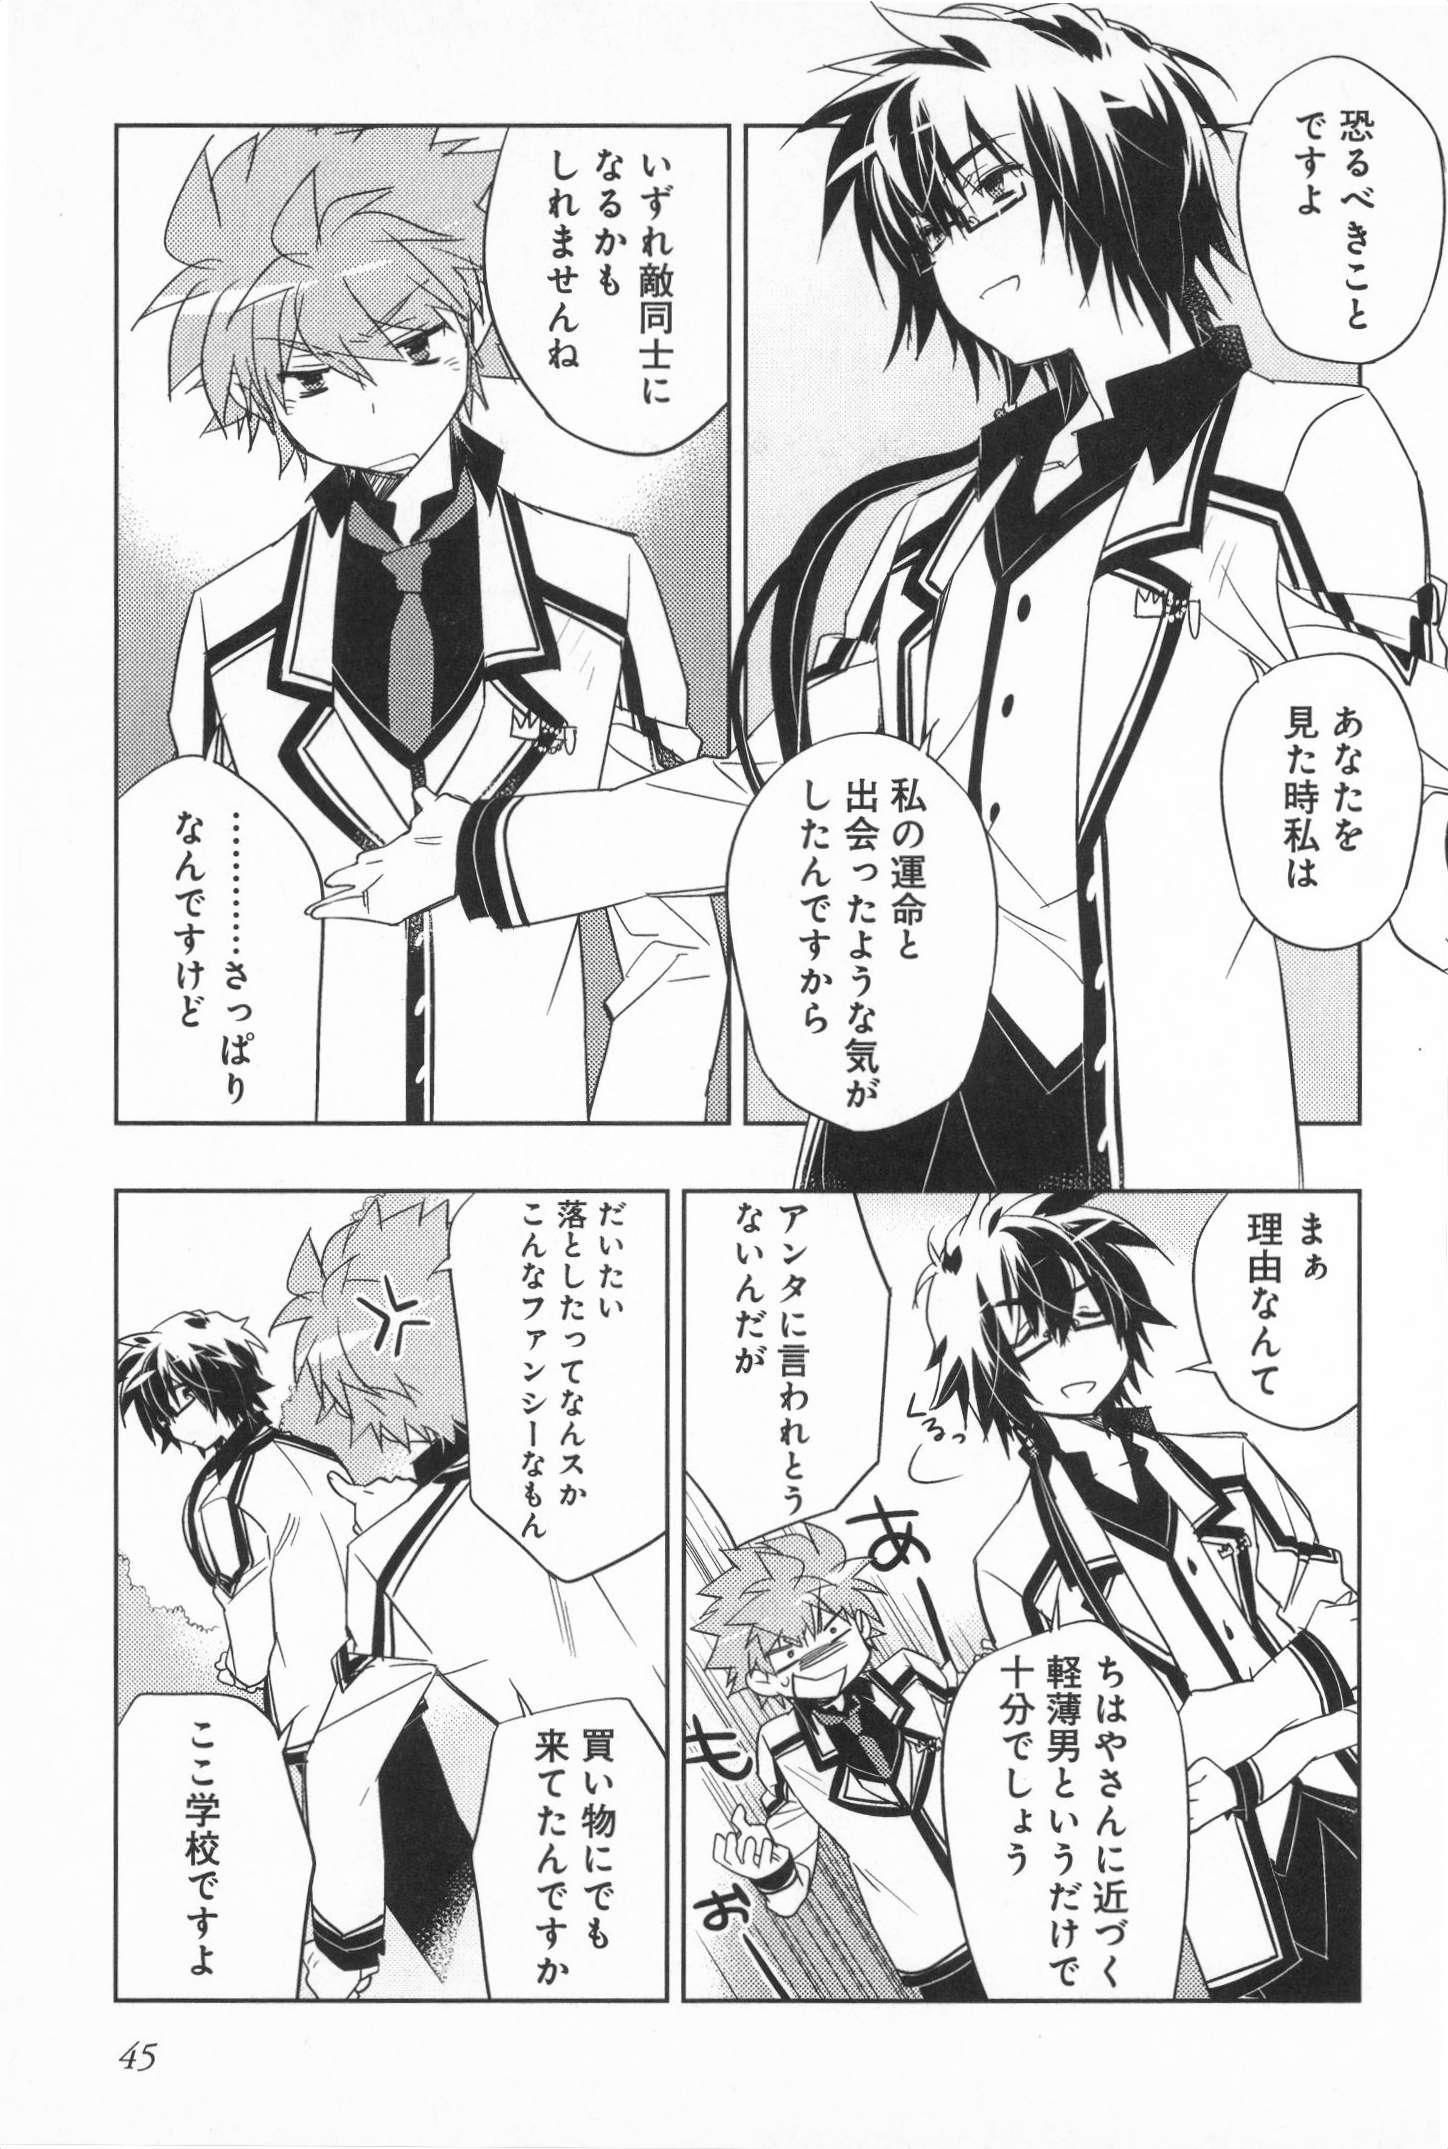 恐るべきこと
ですよ
あなたを
見た時私は
私の運命と
出会ったような気が
したんですから
いずれ敵同士に
なるかも
しれませんね
…………さっぱり
なんですけど
まぁ
理由なんて
くるっ
ちはやさんに近づく
軽薄男というだけで
十分でしょう
アンタに言われとう
ないんだが
あー
も
おー
だいたい
落としたってなんスか
こんなファンシーなもん
買い物にでも
来てたんですか
ここ学校ですよ
45